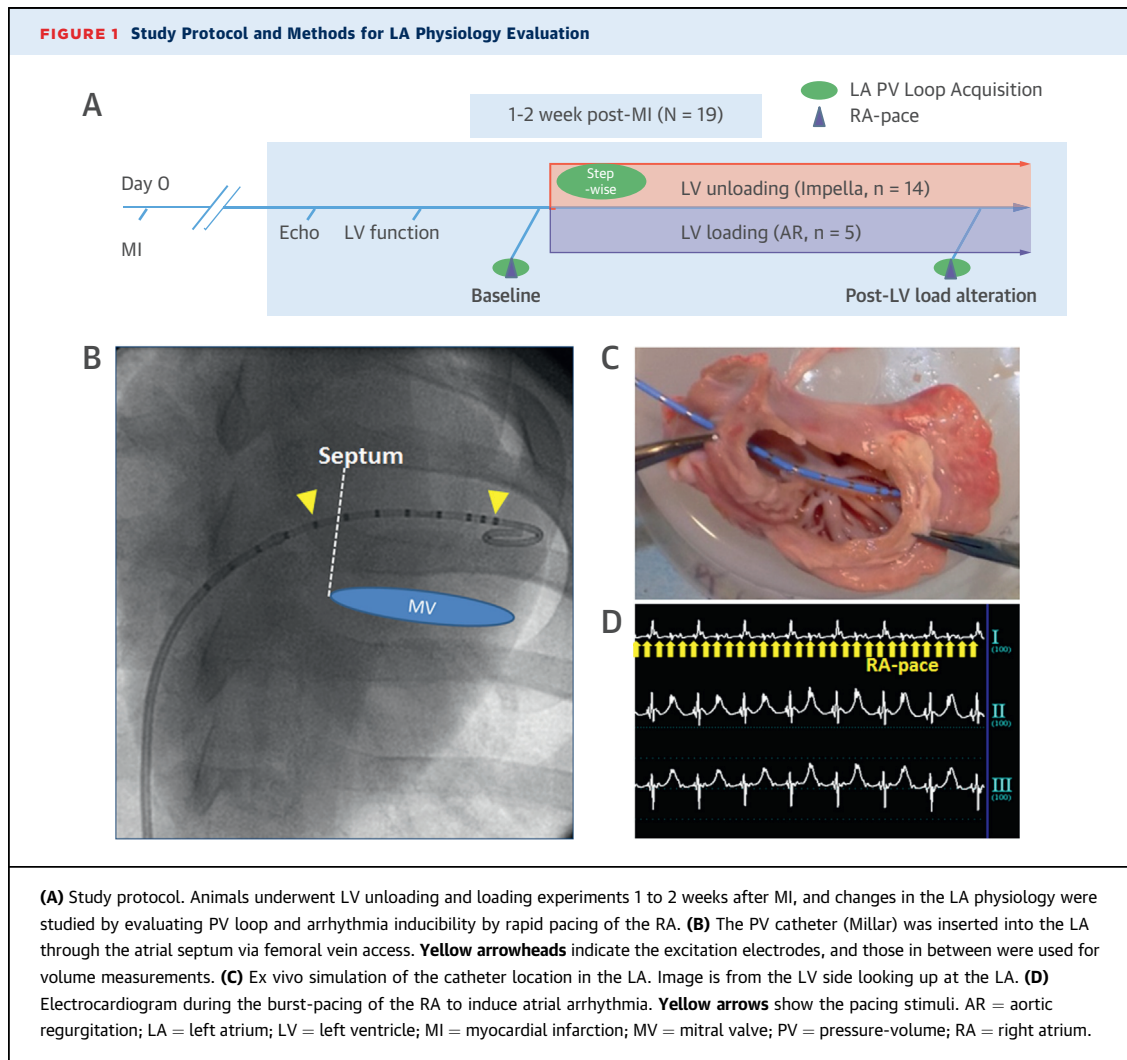 FIGURE 1 Study Protocol and Methods for LA Physiology Evaluation
A
1-2 week post-MI (N = 19)
LA PV Loop Acquisition
RA-pace
Day 0
MI
Echo
LV function
Step
-wise
LV unloading (Impella, n = 14)
LV loading (AR, n = 5)
Baseline
Post-LV load alteration
B
Septum
MV
C
D
I
(100)
RA-pace
II
(100)
III
(100)
(A) Study protocol. Animals underwent LV unloading and loading experiments 1 to 2 weeks after MI, and changes in the LA physiology were
studied by evaluating PV loop and arrhythmia inducibility by rapid pacing of the RA. (B) The PV catheter (Millar) was inserted into the LA
through the atrial septum via femoral vein access. Yellow arrowheads indicate the excitation electrodes, and those in between were used for
volume measurements. (C) Ex vivo simulation of the catheter location in the LA. Image is from the LV side looking up at the LA. (D)
Electrocardiogram during the burst-pacing of the RA to induce atrial arrhythmia. Yellow arrows show the pacing stimuli. AR = aortic
regurgitation; LA = left atrium; LV = left ventricle; MI = myocardial infarction; MV = mitral valve; PV = pressure-volume; RA = right atrium.